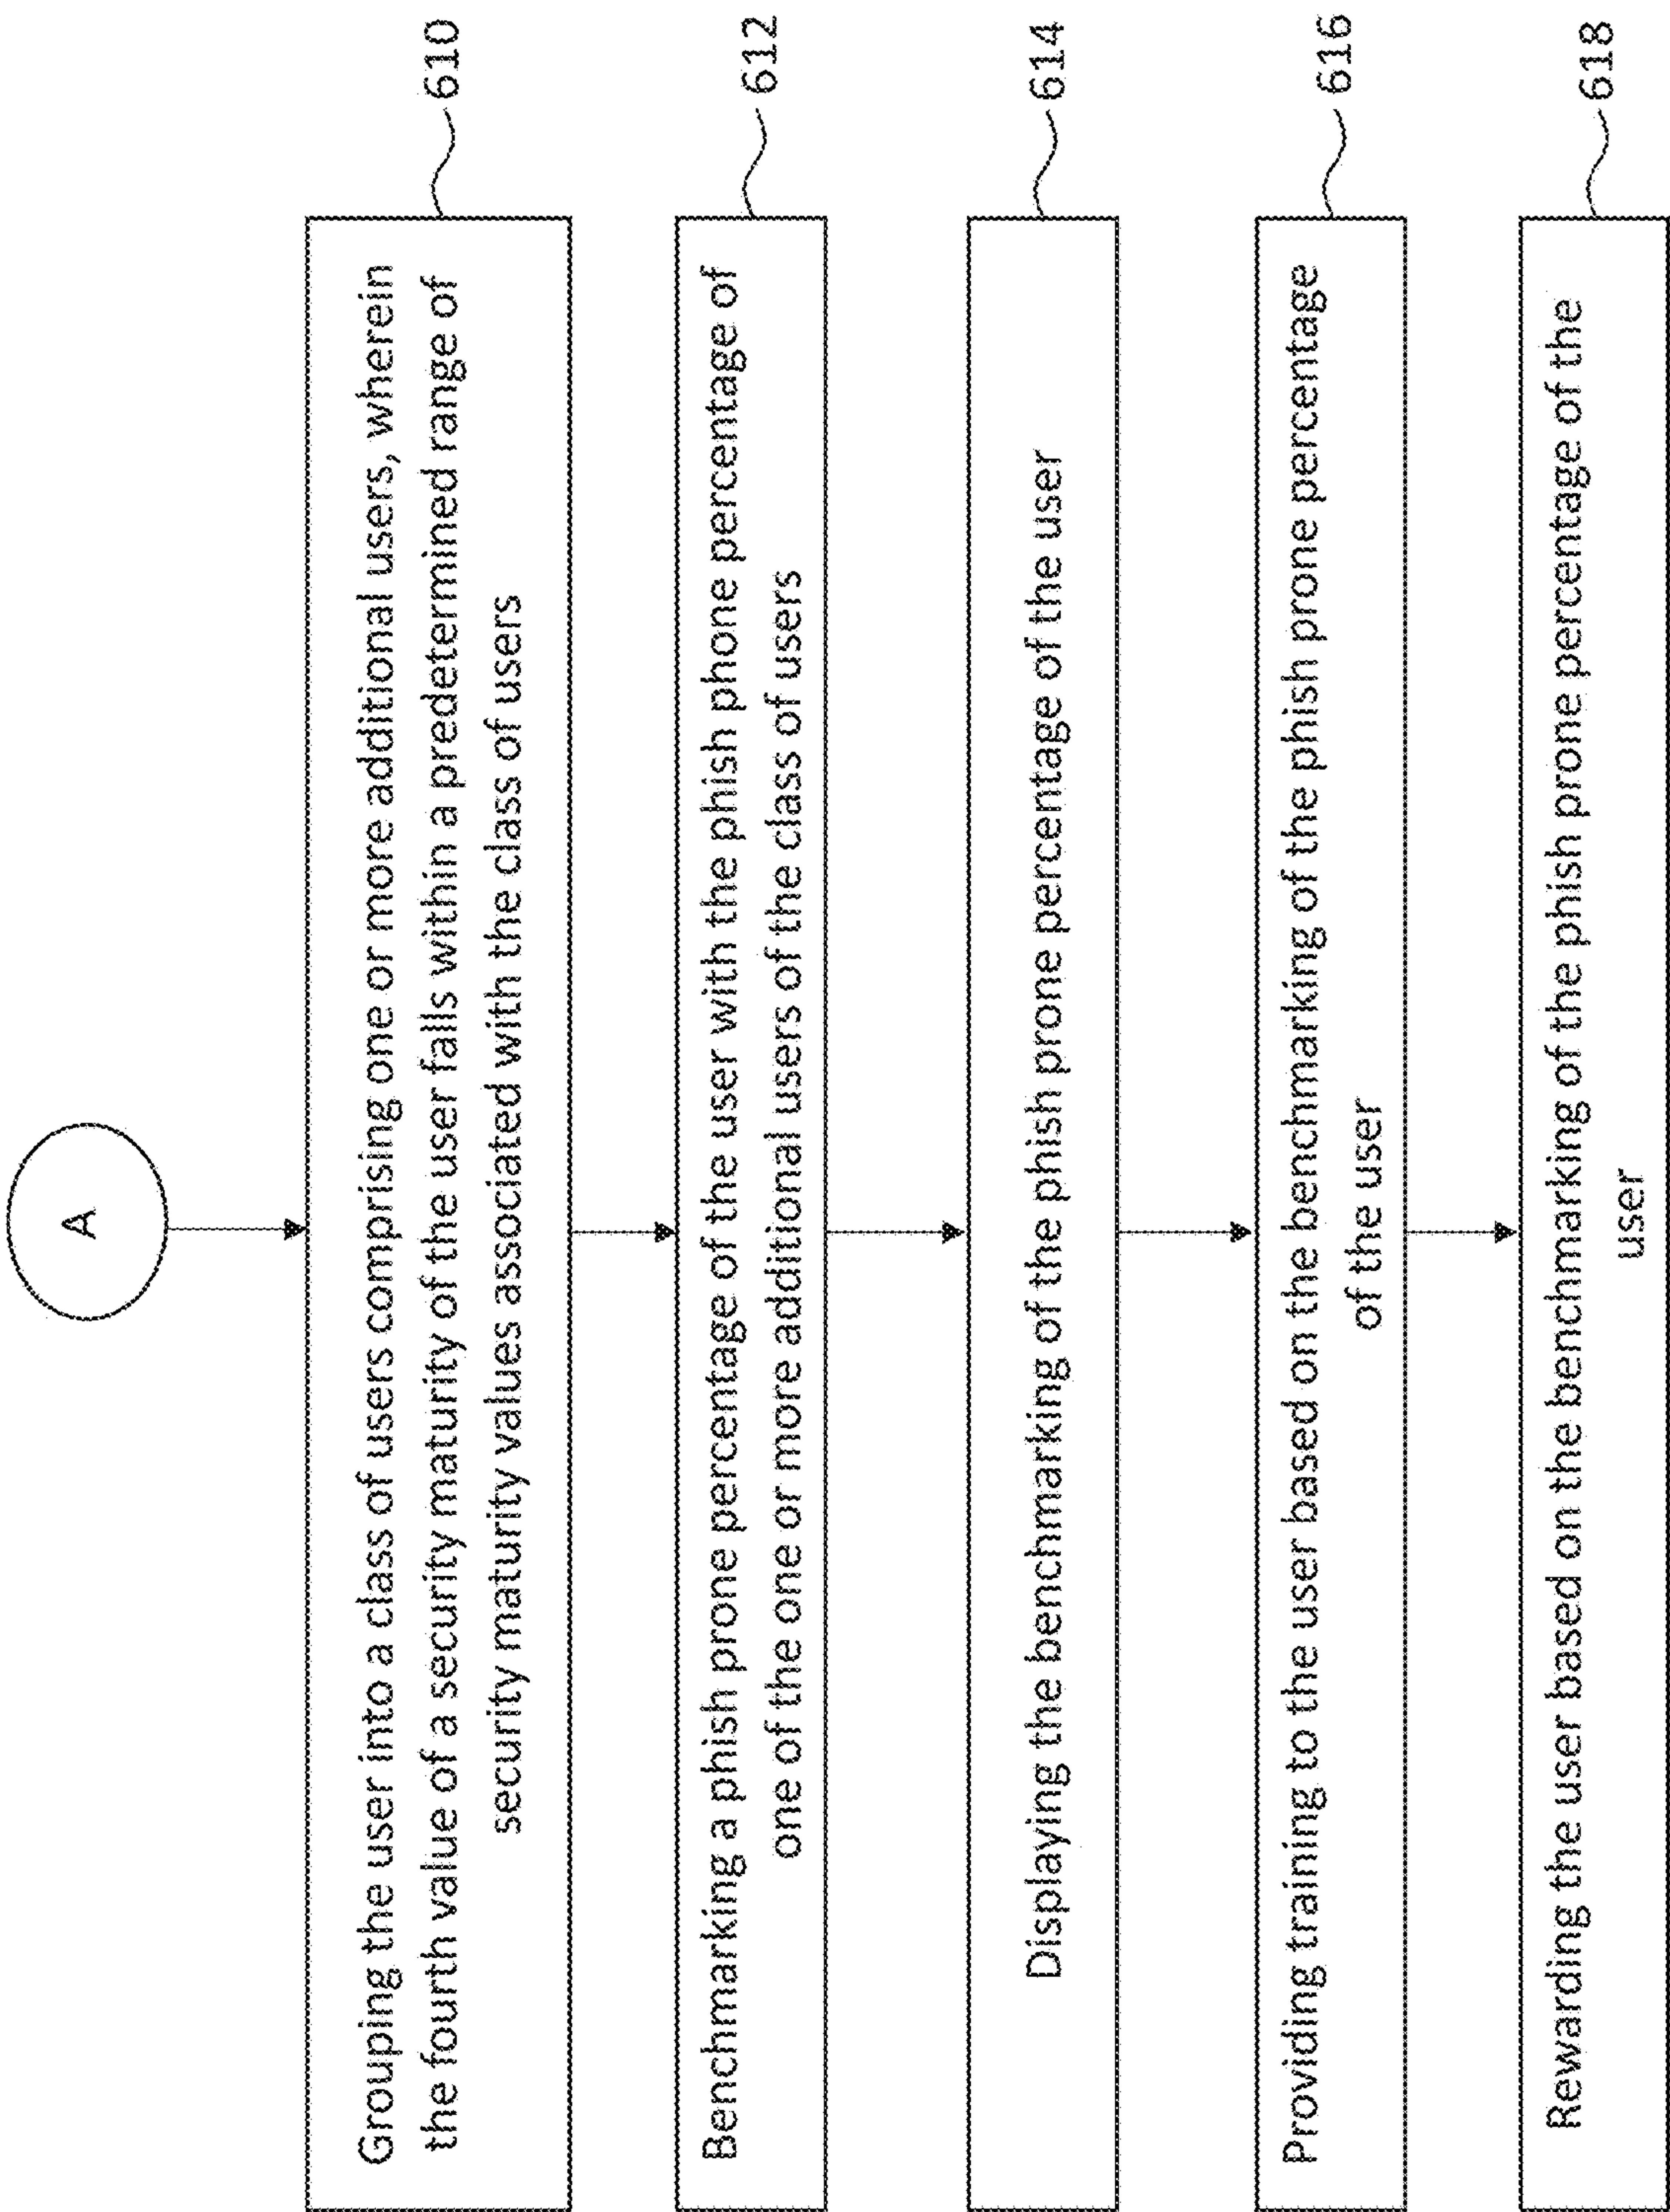 A
Grouping the user into a class of users comprising one or more additional users, wherein
the fourth value of a security maturity of the user falls within a predetermined range of
security maturity values associated with the class of users
610
Benchmarking a phish prone percentage of the user with the phish phone percentage of
one of the one or more additional users of the class of users
612
Displaying the benchmarking of the phish prone percentage of the user
614
Providing training to the user based on the benchmarking of the phish prone percentage
of the user
616
Rewarding the user based on the benchmarking of the phish prone percentage of the
user
618